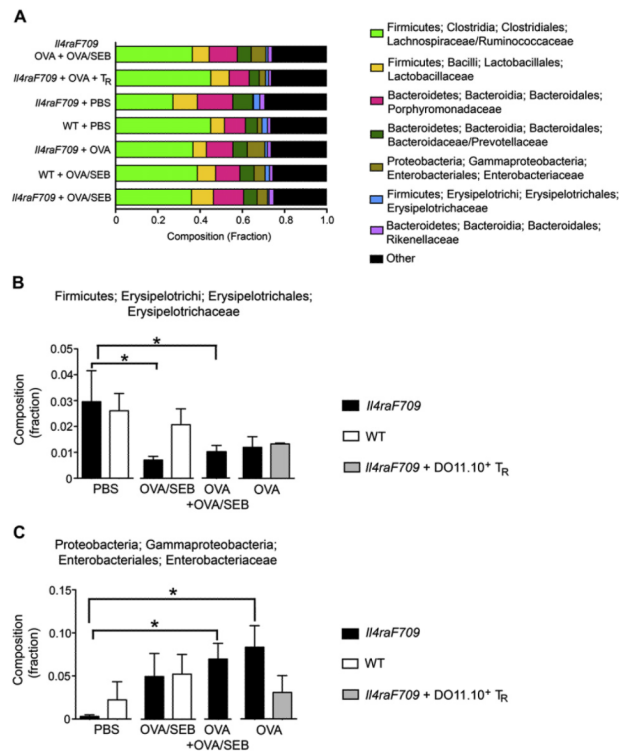 A
Il4raF709
OVA + OVA/SEB
Il4raF709 + OVA + TR
Il4raF709 + PBS
WT + PBS
Il4raF709 + OVA
WT + OVA/SEB
Il4raF709 + OVA/SEB
0 0.2 0.4 0.6 0.8 1.0
Composition (Fraction)
Firmicutes; Clostridia; Clostridiales;
Lachnospiraceae/Ruminococcaceae
Firmicutes; Bacilli; Lactobacillales;
Lactobacillaceae
Bacteroidetes; Bacteroidia; Bacteroidales;
Porphyromonadaceae
Bacteroidetes; Bacteroidia; Bacteroidales;
Bacteroidaceae/Prevotellaceae
Proteobacteria; Gammaproteobacteria;
Enterobacteriales; Enterobacteriaceae
Firmicutes; Erysipelotrichi; Erysipelotrichales;
Erysipelotrichaceae
Bacteroidetes; Bacteroidia; Bacteroidales;
Rikenellaceae
Other
B
Firmicutes; Erysipelotrichi; Erysipelotrichales;
Erysipelotrichaceae
Composition
(fraction)
0.05
0.04
0.03
0.02
0.01
0
*
*
PBS OVA/SEB OVA OVA
+OVA/SEB
Il4raF709
WT
Il4raF709 + DO11.10+ TR
C
Proteobacteria; Gammaproteobacteria;
Enterobacteriales; Enterobacteriaceae
Composition
(fraction)
0.15
0.10
0.05
0
*
*
PBS OVA/SEB OVA OVA
+OVA/SEB
Il4raF709
WT
Il4raF709 + DO11.10+ TR